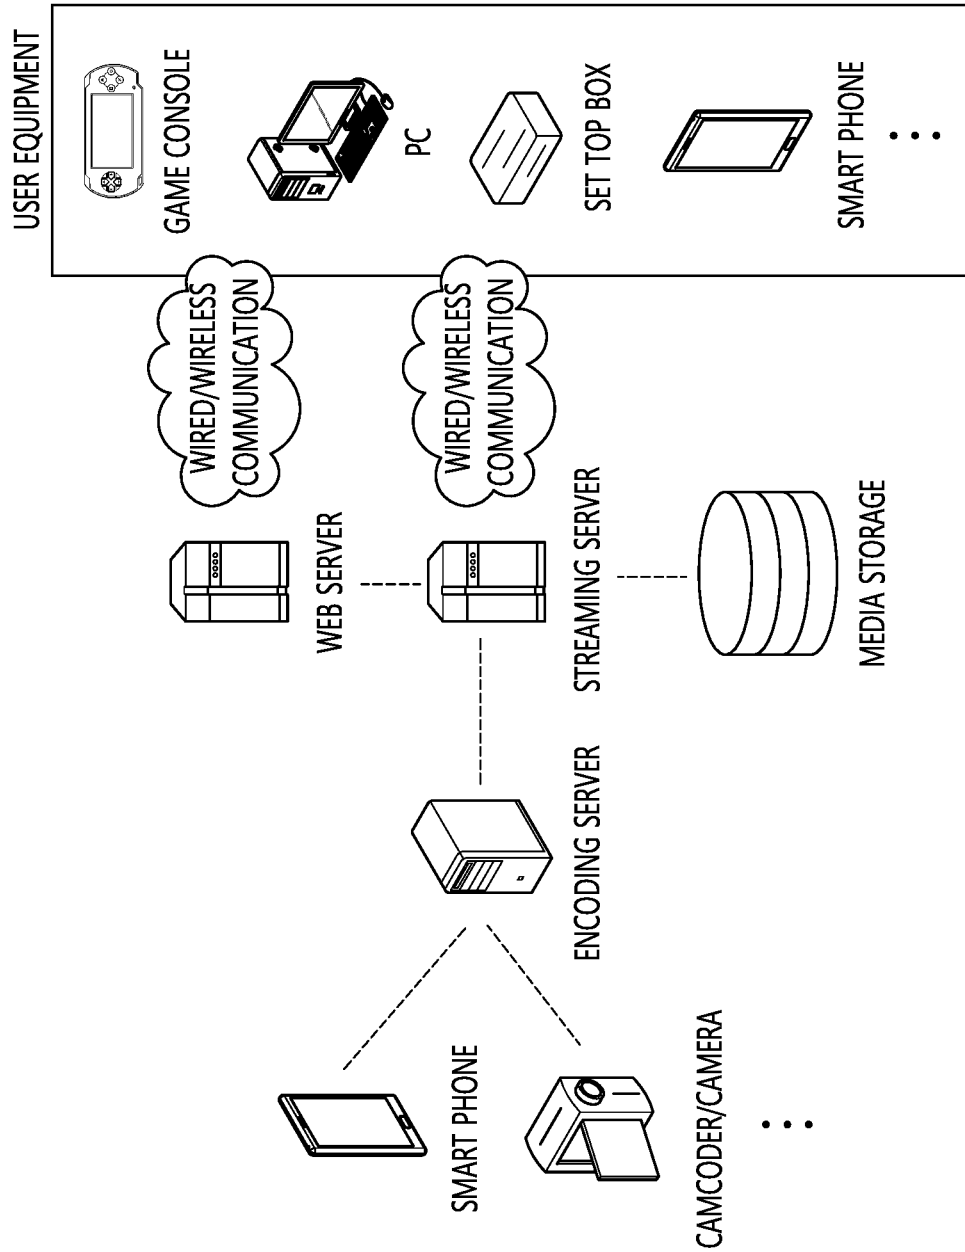 USER EQUIPMENT
GAME CONSOLE
PC
SET TOP BOX
SMART PHONE
WIRED/WIRELESS
COMMUNICATION
WIRED/WIRELESS
COMMUNICATION
WEB SERVER
STREAMING SERVER
MEDIA STORAGE
ENCODING SERVER
SMART PHONE
CAMCODER/CAMERA